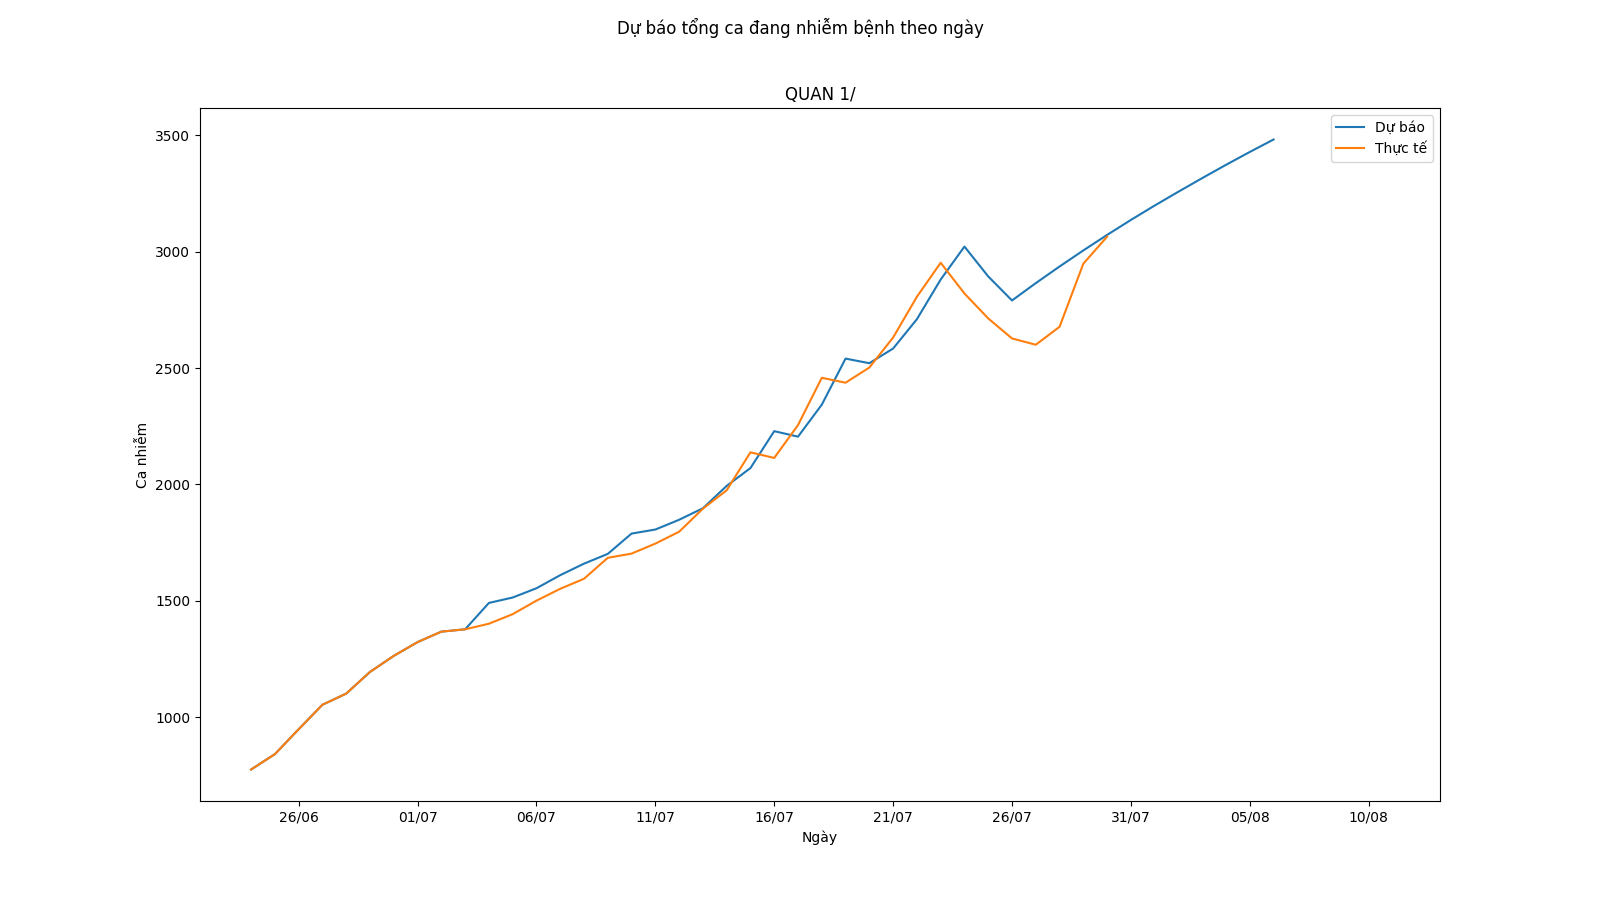 Dự báo tổng ca đang nhiễm bệnh theo ngày
QUAN 1/
Dự báo
Thực tế
3500
3000
2500
2000
1500
1000
Ca nhiễm
26/06 01/07 06/07 11/07 16/07 21/07 26/07 31/07 05/08 10/08
Ngày